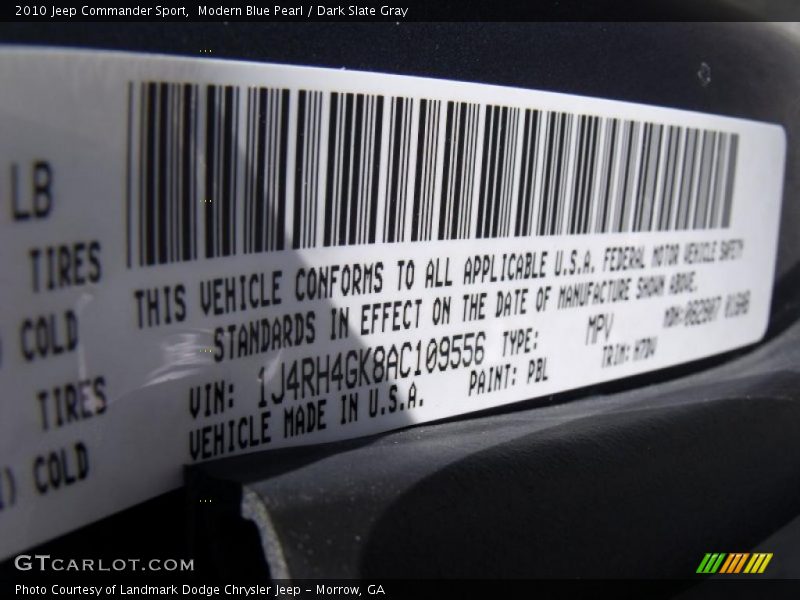 2010 Jeep Commander Sport,  Modern Blue Pearl / Dark Slate Gray
LB
TIRES
COLD
TIRES
) COLD
THIS VEHICLE CONFORMS TO ALL APPLICABLE U.S.A. FEDERAL MOTOR VEHICLE SAFETY
STANDARDS IN EFFECT ON THE DATE OF MANUFACTURE SHOWN ABOVE.
VIN: 1J4RH4GK8AC109556 TYPE: MPV
VEHICLE MADE IN U.S.A. PAINT: PBL TRIM:
GTCARLOT.COM
Photo Courtesy of Landmark Dodge Chrysler Jeep - Morrow, GA